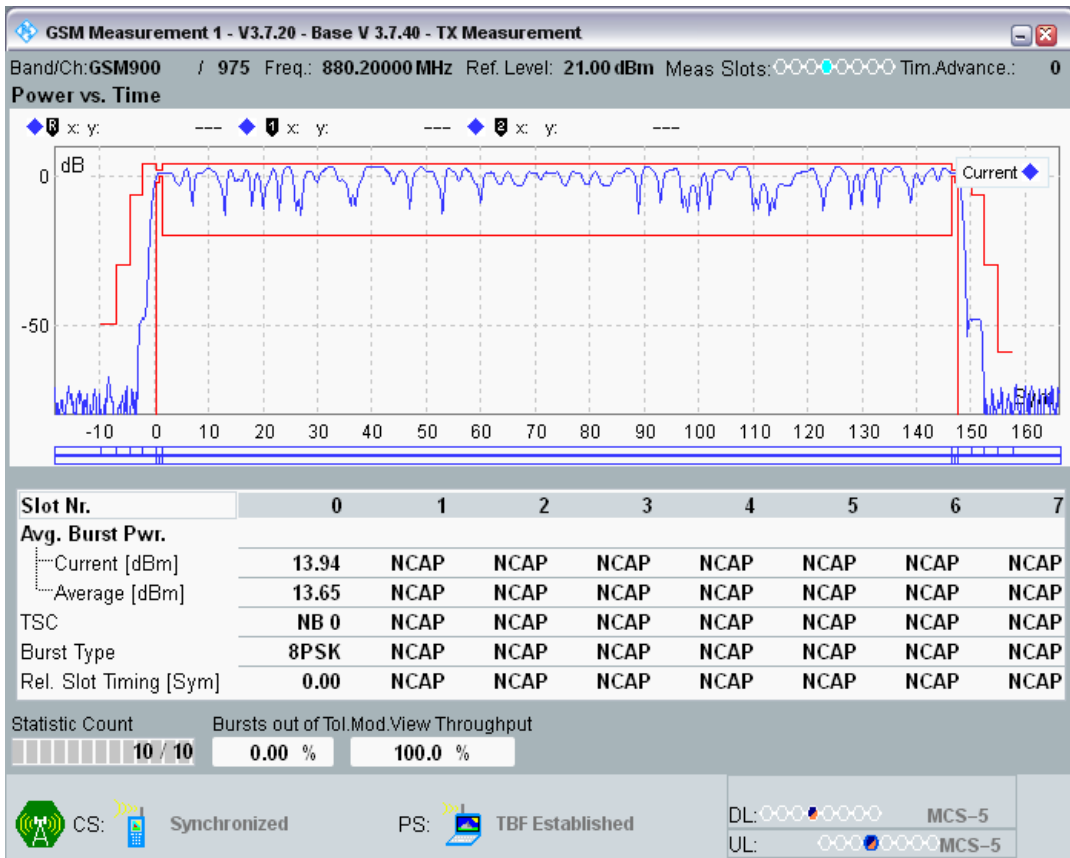 GSM Measurement 1 - V3.7.20 - Base V 3.7.40 - TX Measurement
Band/Ch:GSM900 / 975 Freq.: 880.20000 MHz Ref. Level: 21.00 dBm Meas Slots: Tim.Advance.: 0
Power vs. Time
R x: y: --- 1 x: y: --- 2 x: y: ---
dB
Current
0
-50
-10 0 10 20 30 40 50 60 70 80 90 100 110 120 130 140 150 160
Slot Nr. 0 1 2 3 4 5 6 7
Avg. Burst Pwr.
Current [dBm] 13.94 NCAP NCAP NCAP NCAP NCAP NCAP NCAP
Average [dBm] 13.65 NCAP NCAP NCAP NCAP NCAP NCAP NCAP
TSC NB 0 NCAP NCAP NCAP NCAP NCAP NCAP NCAP
Burst Type 8PSK NCAP NCAP NCAP NCAP NCAP NCAP NCAP
Rel. Slot Timing [Sym] 0.00 NCAP NCAP NCAP NCAP NCAP NCAP NCAP
Statistic Count Bursts out of Tol.Mod.View Throughput
10 / 10 0.00 % 100.0 %
CS: Synchronized PS: TBF Established
DL: MCS-5
UL: MCS-5